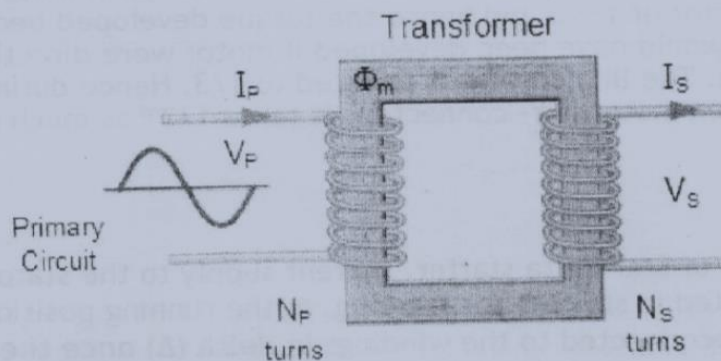 Transformer
Φm
IP
IS
VP
VS
Primary
Circuit
NP
turns
NS
turns